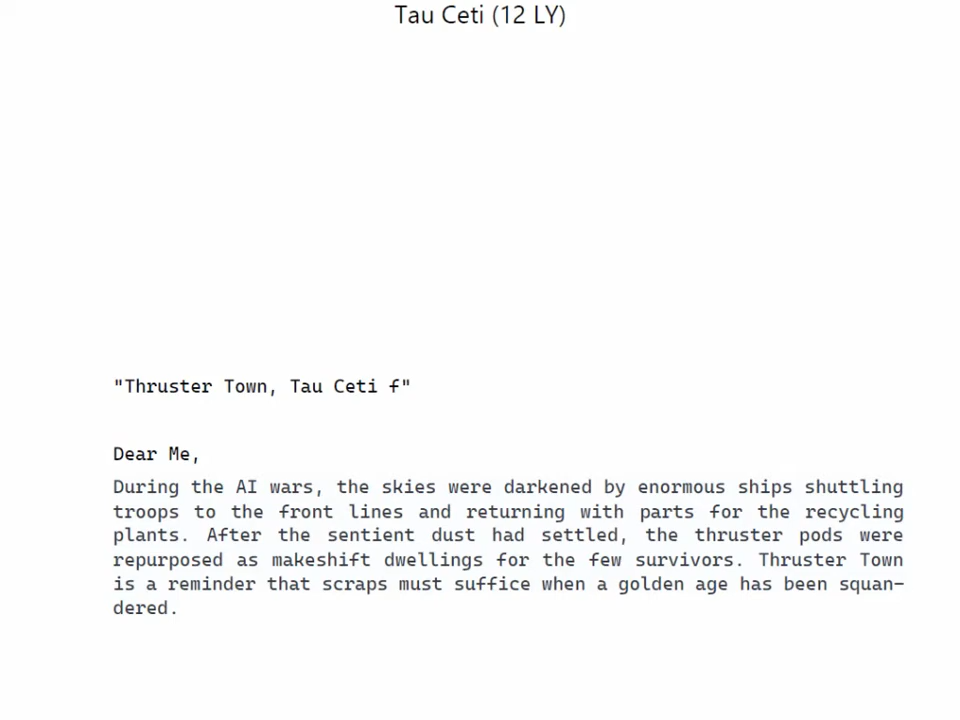 Tau Ceti (12 LY)
"Thruster Town, Tau Ceti f"
Dear Me,
During the AI wars, the skies were darkened by enormous ships shuttling
troops to the front lines and returning with parts for the recycling
plants. After the sentient dust had settled, the thruster pods were
repurposed as makeshift dwellings for the few survivors. Thruster Town
is a reminder that scraps must suffice when a golden age has been squan-
dered.